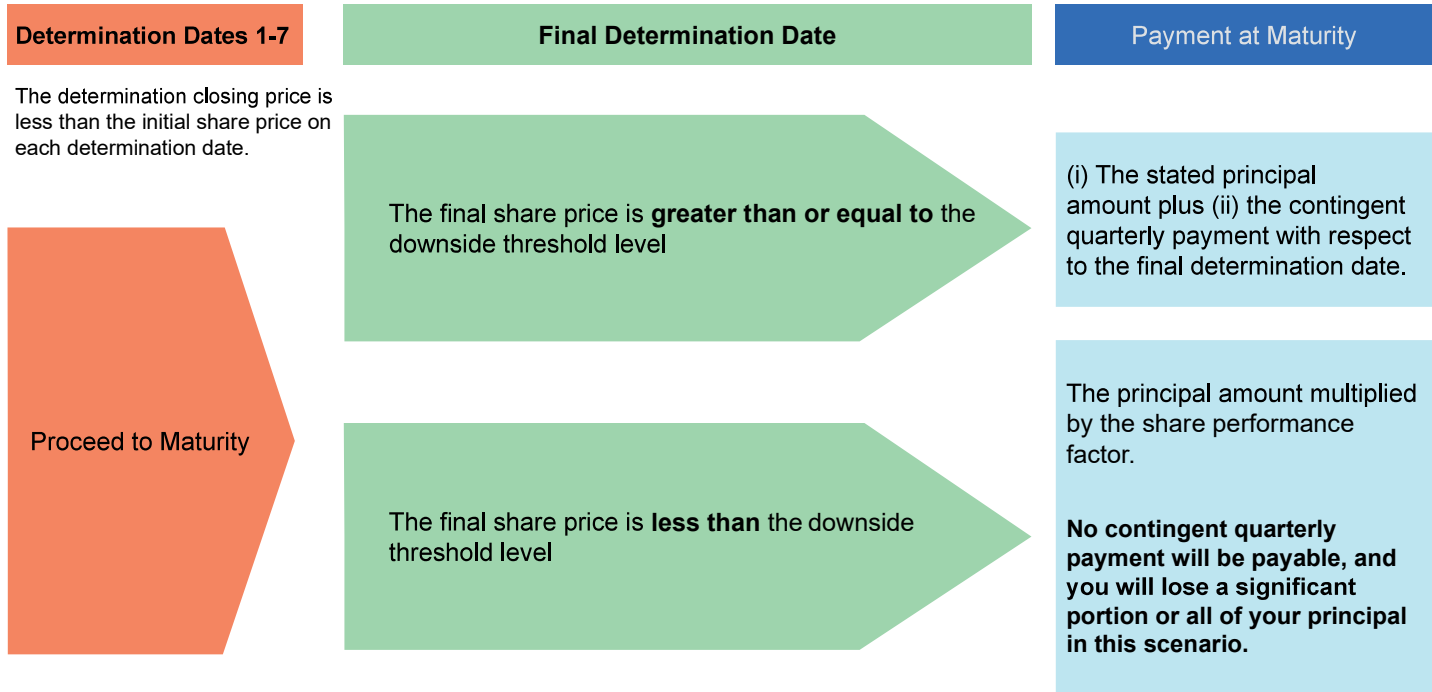 Determination Dates 1-7
Final Determination Date
Payment at Maturity
The determination closing price is
less than the initial share price on
each determination date.
Proceed to Maturity
The final share price is greater than or equal to the
downside threshold level
(i) The stated principal
amount plus (ii) the contingent
quarterly payment with respect
to the final determination date.
The final share price is less than the downside
threshold level
The principal amount multiplied
by the share performance
factor.
No contingent quarterly
payment will be payable, and
you will lose a significant
portion or all of your principal
in this scenario.